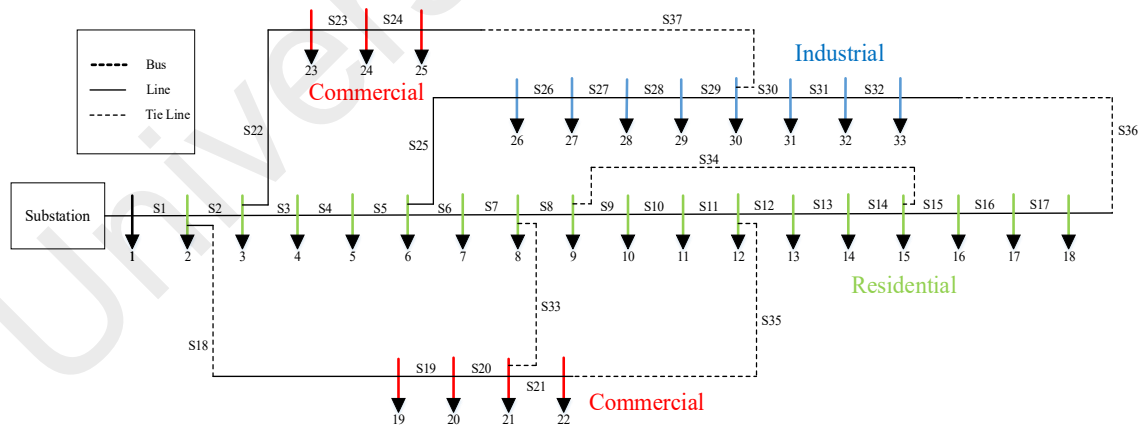 S23 S24 S37
Bus
Line
Tie Line
23 24 25
Commercial
Industrial
S22
S25
S26 S27 S28 S29 S30 S31 S32
26 27 28 29 30 31 32 33
S36
S34
Substation
S1 S2 S3 S4 S5 S6 S7 S8 S9 S10 S11 S12 S13 S14 S15 S16 S17
1 2 3 4 5 6 7 8 9 10 11 12 13 14 15 16 17 18
Residential
S33
S35
S18
S19 S20
S21
19 20 21 22
Commercial
Univers